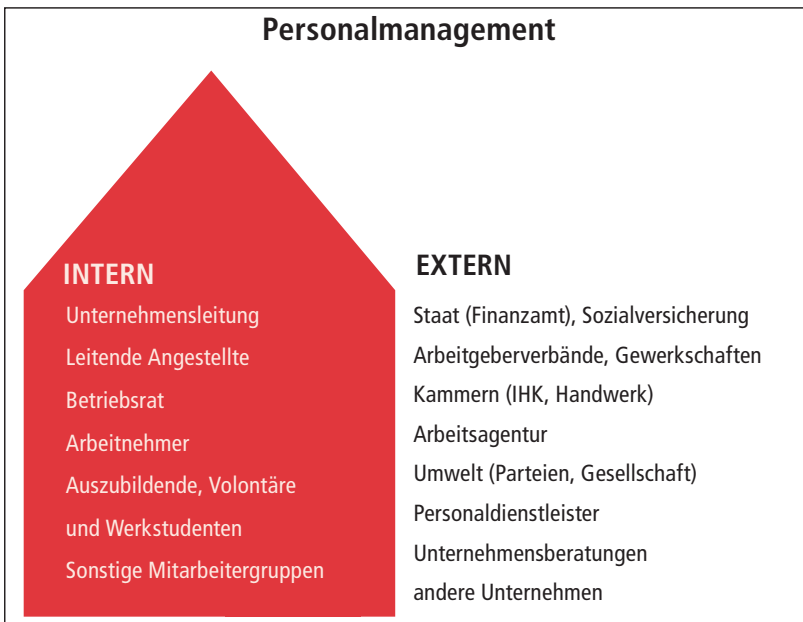 Personalmanagement
INTERN
Unternehmensleitung
Leitende Angestellte
Betriebsrat
Arbeitnehmer
Auszubildende, Volontäre
und Werkstudenten
Sonstige Mitarbeitergruppen
EXTERN
Staat (Finanzamt), Sozialversicherung
Arbeitgeberverbände, Gewerkschaften
Kammern (IHK, Handwerk)
Arbeitsagentur
Umwelt (Parteien, Gesellschaft)
Personaldienstleister
Unternehmensberatungen
andere Unternehmen